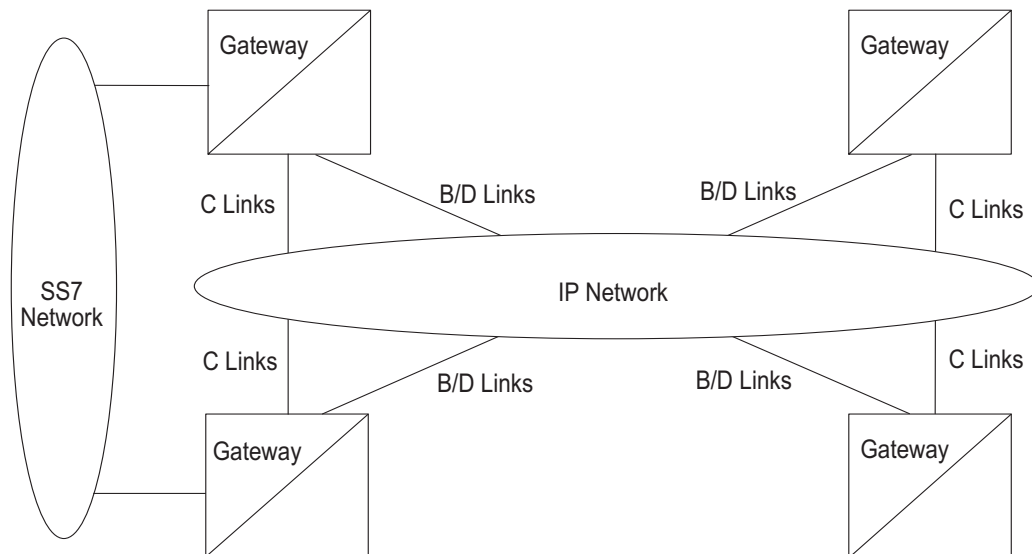 Gateway
Gateway
C Links
B/D Links
B/D Links
C Links
SS7
Network
IP Network
C Links
B/D Links
B/D Links
C Links
Gateway
Gateway